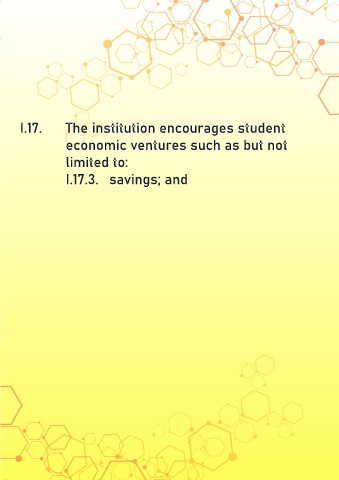 I.17. The institution encourages student
economic ventures such as but not
limited to:
I.17.3. savings; and